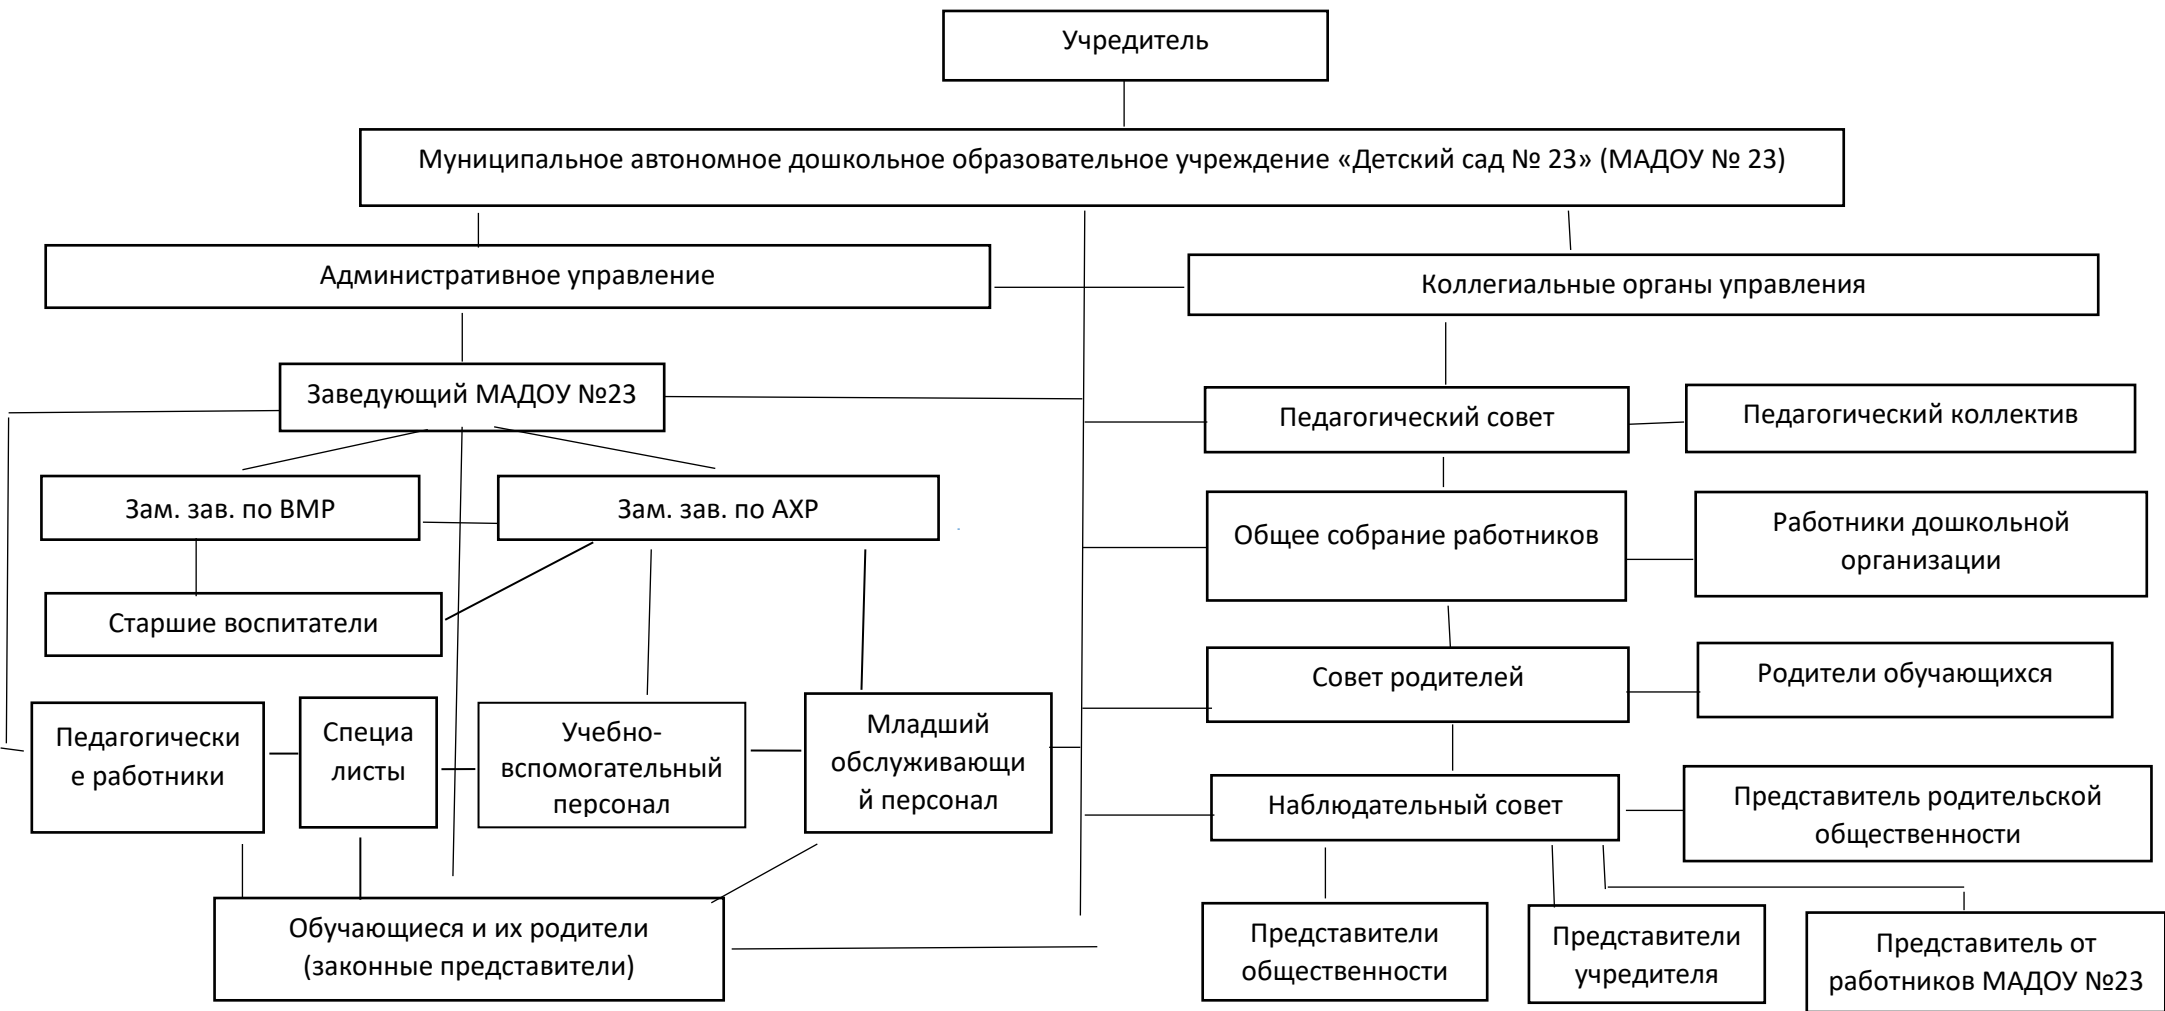 Учредитель
Муниципальное автономное дошкольное образовательное учреждение «Детский сад № 23» (МАДОУ № 23)
Административное управление
Коллегиальные органы управления
Заведующий МАДОУ №23
Педагогический совет
Педагогический коллектив
Зам. зав. по ВМР
Зам. зав. по АХР
Общее собрание работников
Работники дошкольной
организации
Старшие воспитатели
Совет родителей
Родители обучающихся
Педагогически
е работники
Специа
листы
Учебно-
вспомогательный
персонал
Младший
обслуживающи
й персонал
Наблюдательный совет
Представитель родительской
общественности
Обучающиеся и их родители
(законные представители)
Представители
общественности
Представители
учредителя
Представитель от
работников МАДОУ №23